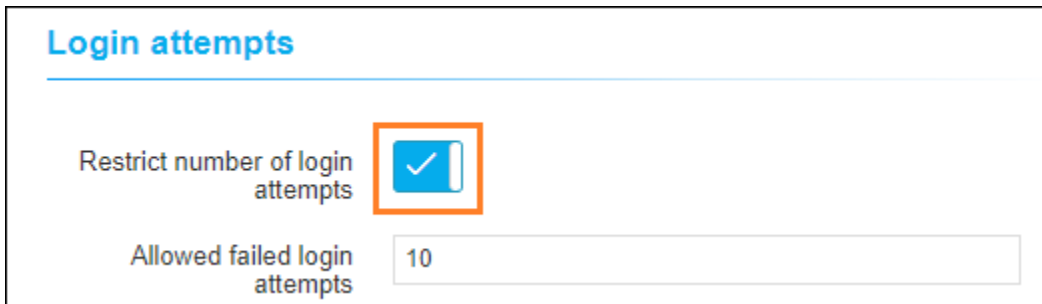 Login attempts
Restrict number of login
attempts
Allowed failed login
attempts
10